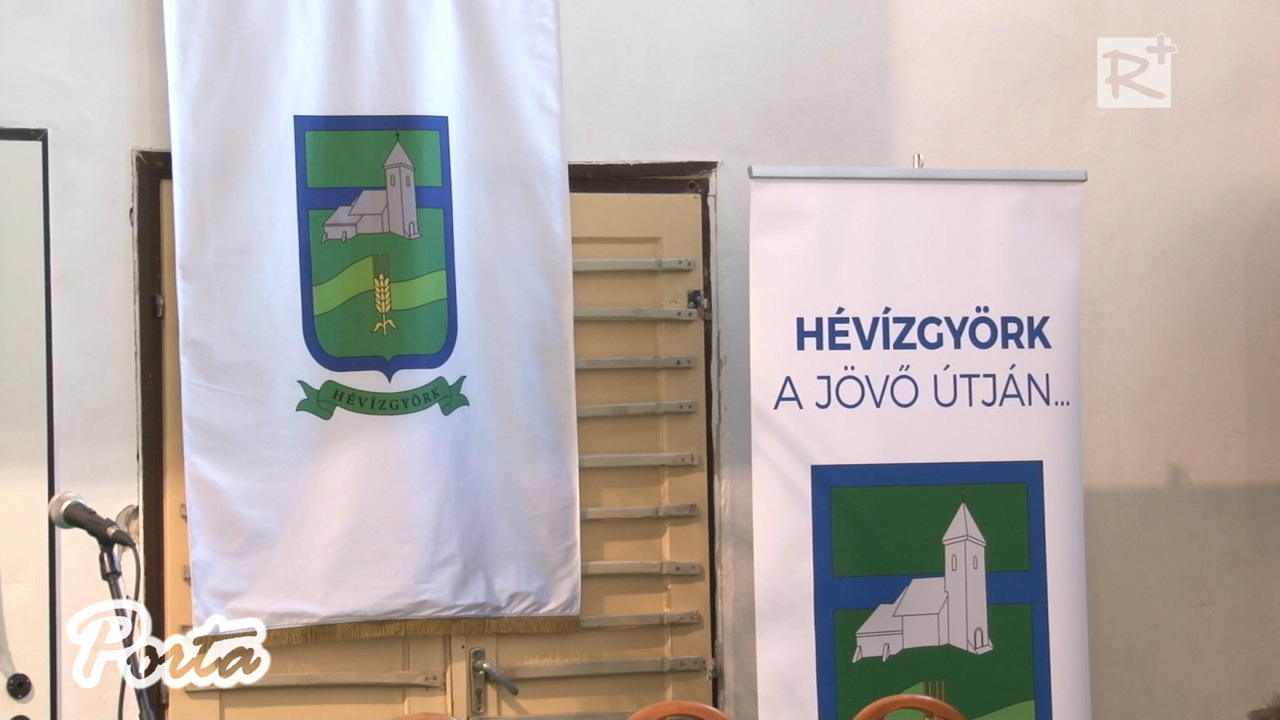 R+
HÉVÍZGYÖRK
A JÖVŐ ÚTJÁN...
HÉVÍZGYÖRK
Porta